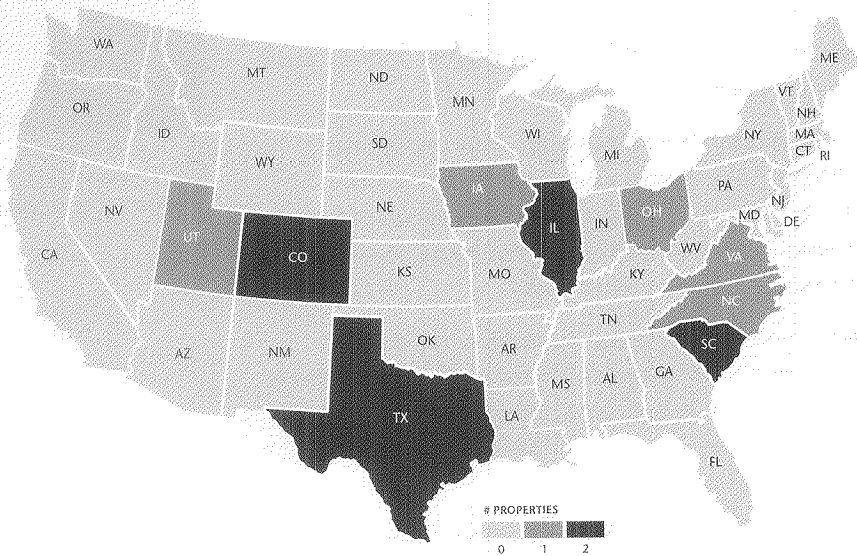 WA
MT
ND
MN
ME
VT
NH
OR
ID
SD
WI
NY
MA
MI
CT
RI
WY
IA
PA
NJ
NE
NV
UT
IL
IN
OH
MD
DE
CO
WV
VA
CA
KS
MO
KY
NC
TN
AZ
NM
OK
AR
SC
MS
AL
GA
TX
LA
FL
# PROPERTIES
0 1 2